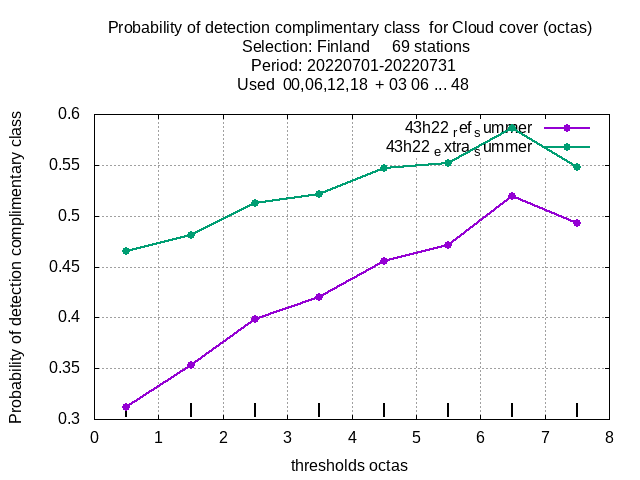 Probability of detection complimentary class for Cloud cover (octas)
Selection: Finland 69 stations
Period: 20220701-20220731
Used 00,06,12,18 + 03 06 ... 48
Probability of detection complimentary class
0.6
0.55
0.5
0.45
0.4
0.35
0.3
43h22 ref summer
43h22 extra summer
0 1 2 3 4 5 6 7 8
thresholds octas